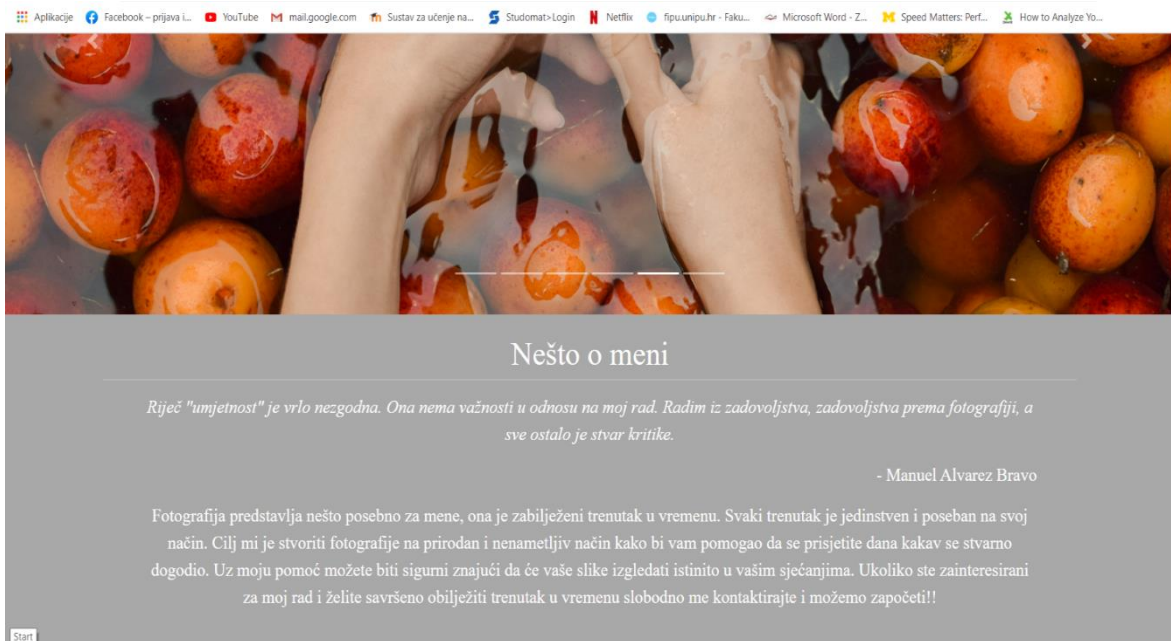 Aplikacije Facebook – prijava i... YouTube mail.google.com Sustav za učenje na... Studomat>Login Netflix fipu.unipu.hr - Faku... Microsoft Word - Z... Speed Matters: Perf... How to Analyze Yo...
Nešto o meni
Riječ "umjetnost" je vrlo nezgodna. Ona nema važnosti u odnosu na moj rad. Radim iz zadovoljstva, zadovoljstva prema fotografiji, a
sve ostalo je stvar kritike.
- Manuel Alvarez Bravo
Fotografija predstavlja nešto posebno za mene, ona je zabilježeni trenutak u vremenu. Svaki trenutak je jedinstven i poseban na svoj
način. Cilj mi je stvoriti fotografije na prirodan i nenametljiv način kako bi vam pomogao da se prisjetite dana kakav se stvarno
dogodio. Uz moju pomoć možete biti sigurni znajući da će vaše slike izgledati istinito u vašim sjećanjima. Ukoliko ste zainteresirani
za moj rad i želite savršeno obilježiti trenutak u vremenu slobodno me kontaktirajte i možemo započeti!!
Start